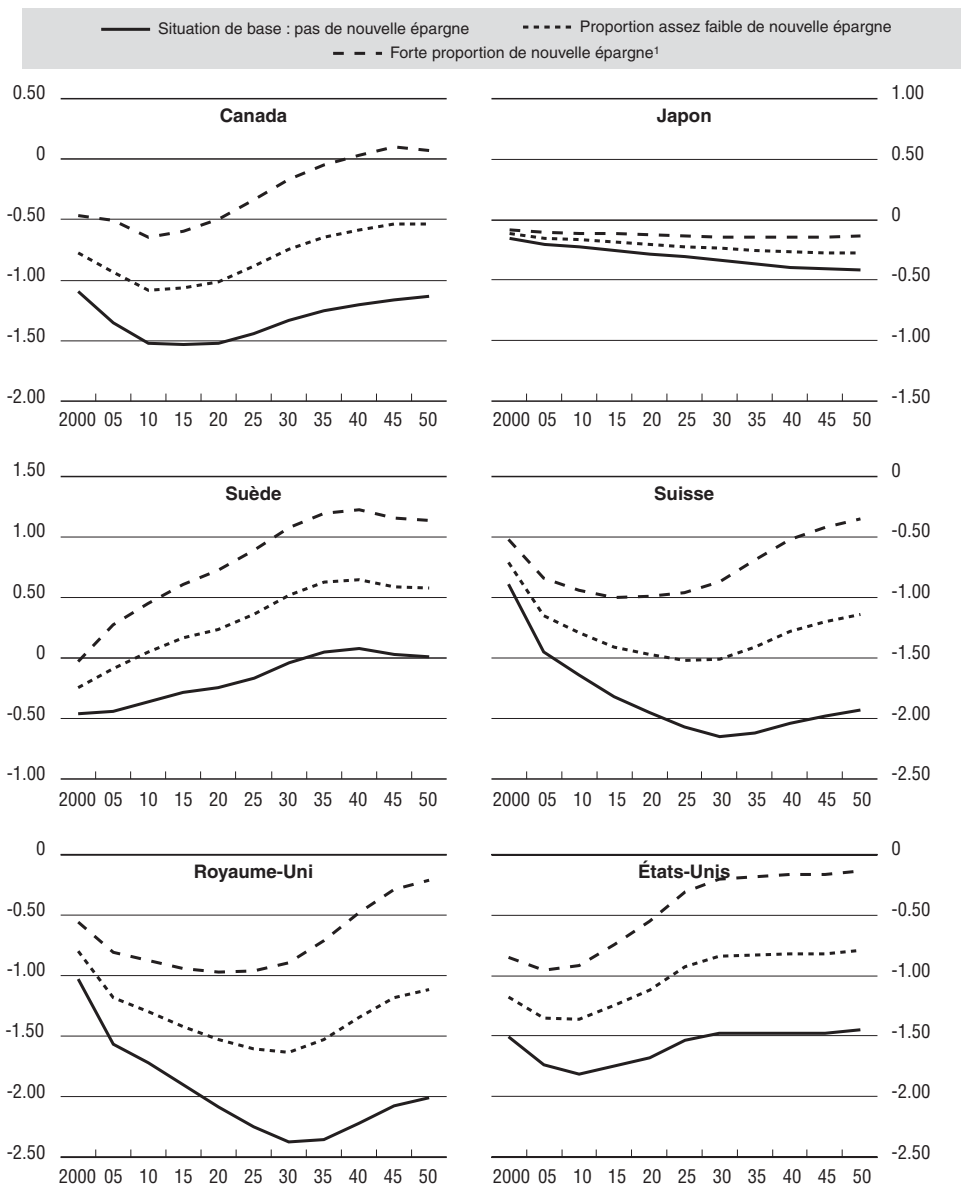 Situation de base : pas de nouvelle épargne
Proportion assez faible de nouvelle épargne
Forte proportion de nouvelle épargne¹
Canada
0.50
0
-0.50
-1.00
-1.50
-2.00
2000 05 10 15 20 25 30 35 40 45 50
Japon
1.00
0.50
0
-0.50
-1.00
-1.50
2000 05 10 15 20 25 30 35 40 45 50
Suède
1.50
1.00
0.50
0
-0.50
-1.00
2000 05 10 15 20 25 30 35 40 45 50
Suisse
0
-0.50
-1.00
-1.50
-2.00
-2.50
2000 05 10 15 20 25 30 35 40 45 50
Royaume-Uni
0
-0.50
-1.00
-1.50
-2.00
-2.50
2000 05 10 15 20 25 30 35 40 45 50
États-Unis
0
-0.50
-1.00
-1.50
-2.00
-2.50
2000 05 10 15 20 25 30 35 40 45 50